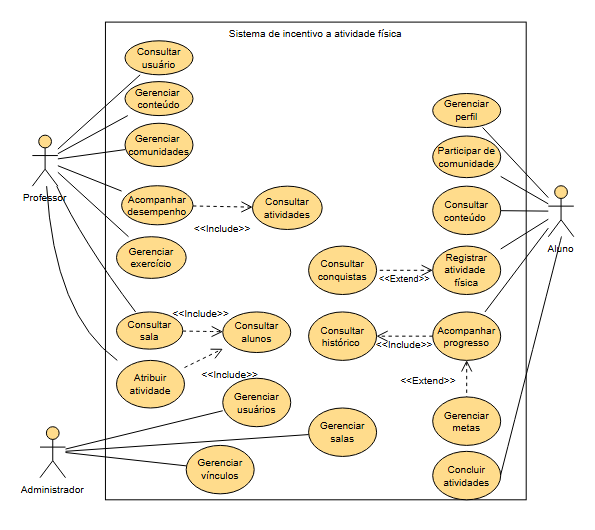 Sistema de incentivo a atividade física
Consultar
usuário
Gerenciar
conteúdo
Gerenciar
comunidades
Professor
Acompanhar
desempenho
<<Include>>
Consultar
atividades
Gerenciar
exercício
Gerenciar
perfil
Participar de
comunidade
Consultar
conteúdo
Aluno
Consultar
conquistas
<<Extend>>
Registrar
atividade
física
Consultar
sala
<<Include>>
Consultar
alunos
Atribuir
atividade
<<Include>>
Consultar
histórico
<<Include>>
Acompanhar
progresso
<<Extend>>
Gerenciar
metas
Gerenciar
usuários
Gerenciar
salas
Gerenciar
vínculos
Administrador
Concluir
atividades